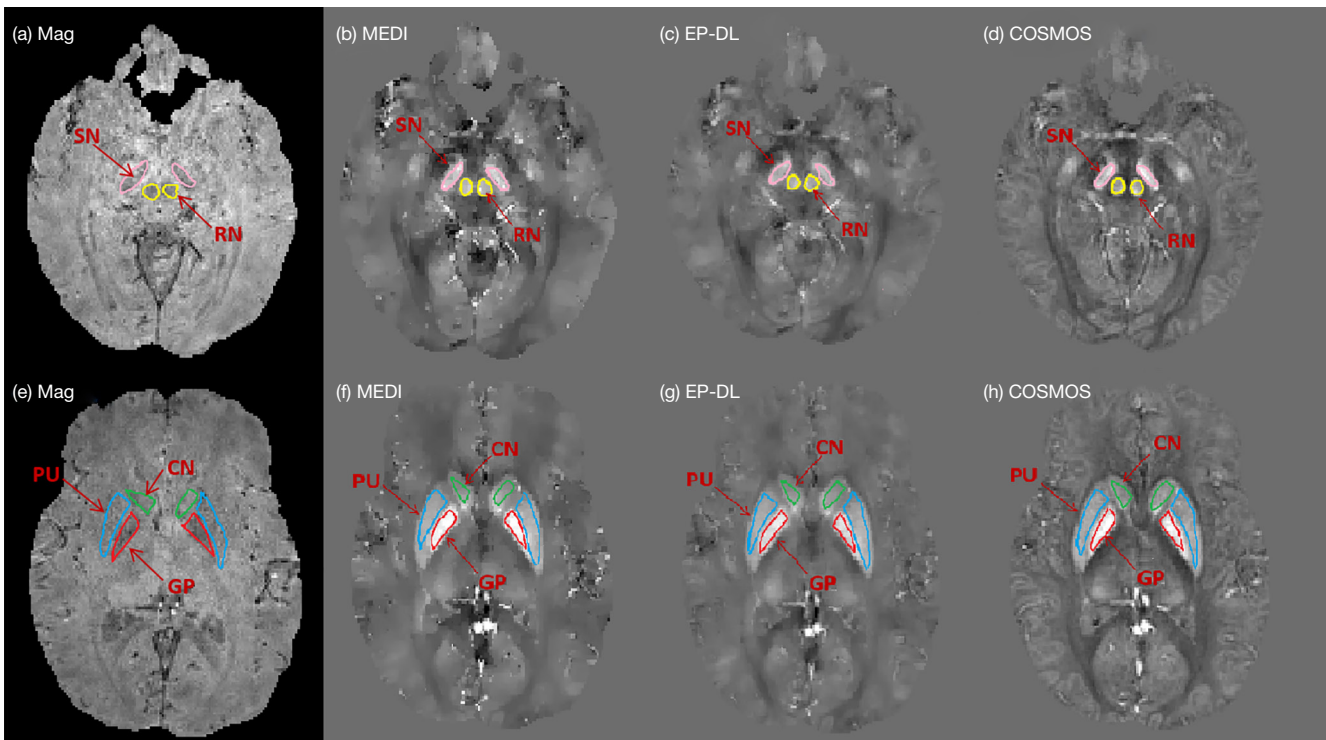 (a) Mag
(b) MEDI
(c) EP-DL
(d) COSMOS
SN
SN
SN
SN
RN
RN
RN
RN
(e) Mag
(f) MEDI
(g) EP-DL
(h) COSMOS
PU
CN
PU
CN
PU
CN
PU
CN
GP
GP
GP
GP